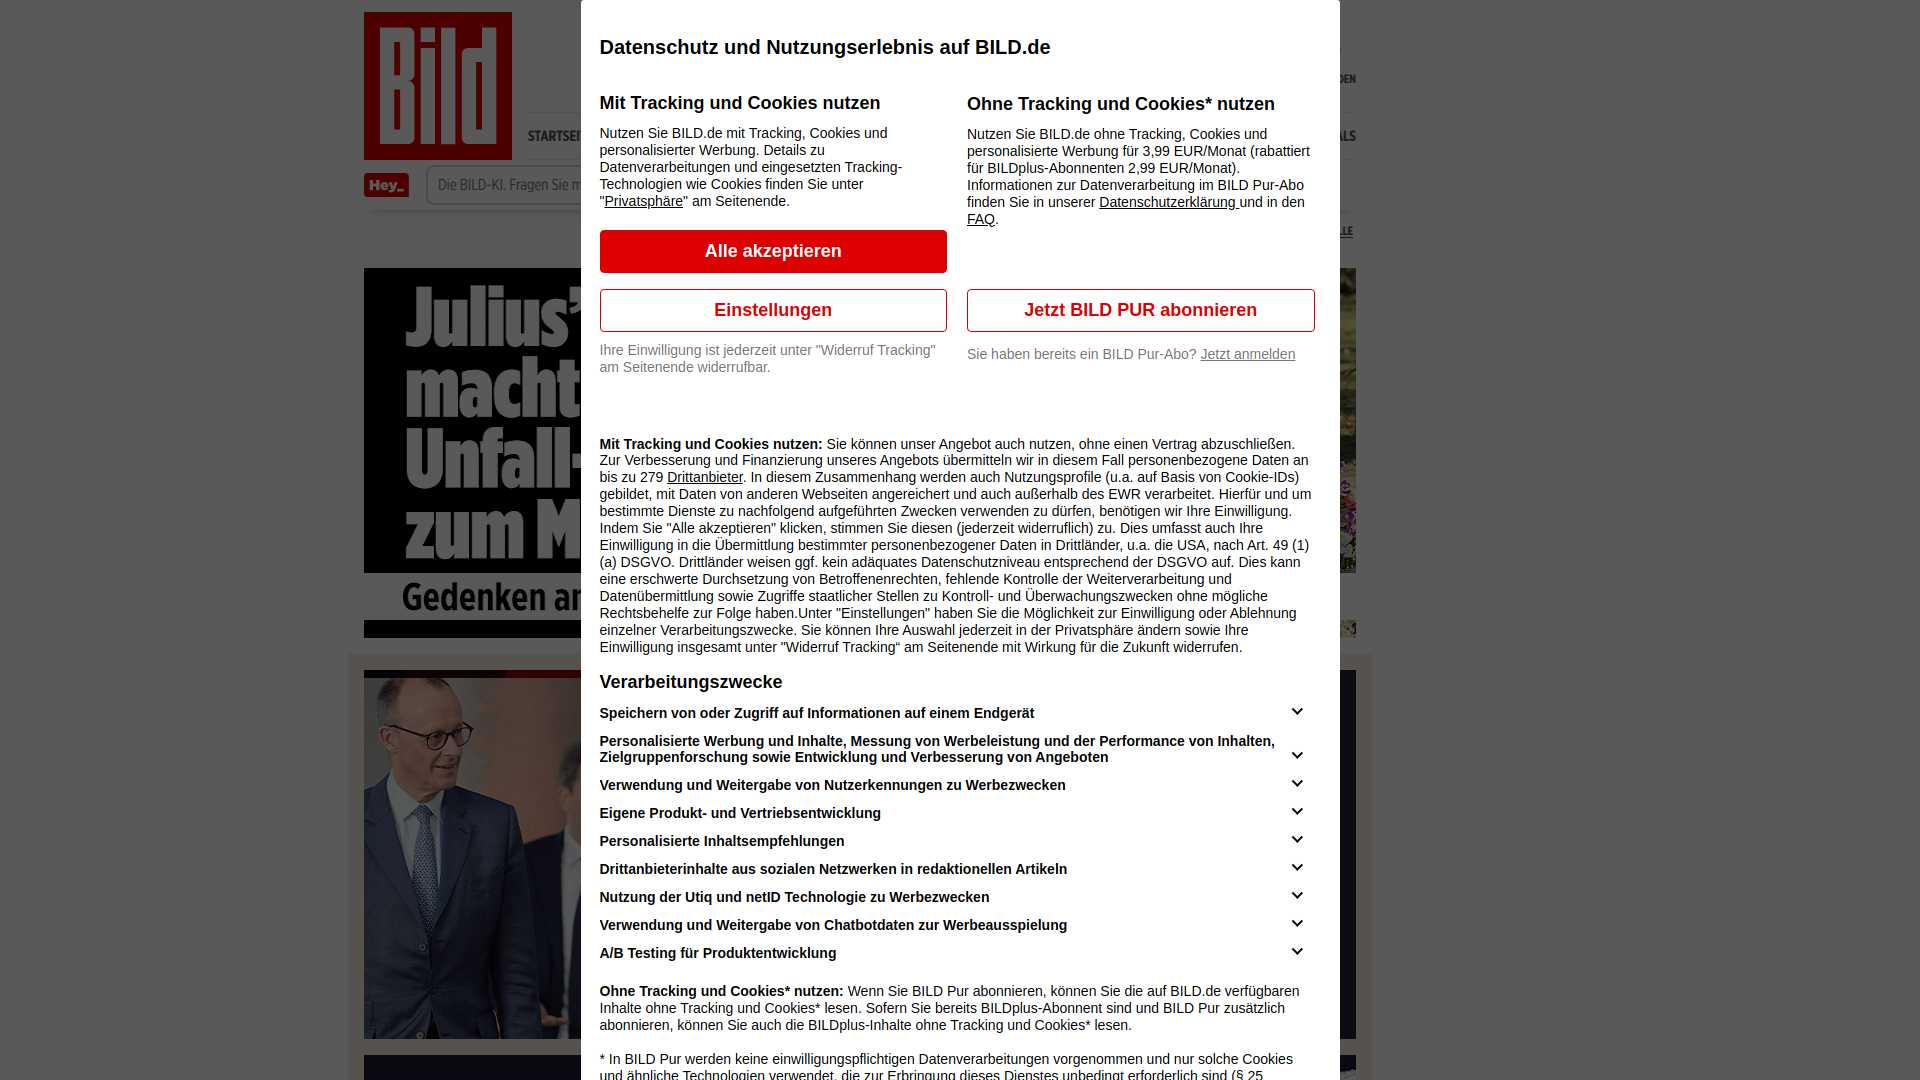 Bild
STARTSEI
Hey_
Die BILD-KI. Fragen Sie m
DEN
ALS
LLE
Julius'
macht
Unfall-
zum M
Gedenken an
Datenschutz und Nutzungserlebnis auf BILD.de
Mit Tracking und Cookies nutzen
Nutzen Sie BILD.de mit Tracking, Cookies und
personalisierter Werbung. Details zu
Datenverarbeitungen und eingesetzten Tracking-
Technologien wie Cookies finden Sie unter
"Privatsphäre" am Seitenende.
Alle akzeptieren
Einstellungen
Ihre Einwilligung ist jederzeit unter "Widerruf Tracking"
am Seitenende widerrufbar.
Ohne Tracking und Cookies* nutzen
Nutzen Sie BILD.de ohne Tracking, Cookies und
personalisierte Werbung für 3,99 EUR/Monat (rabattiert
für BILDplus-Abonnenten 2,99 EUR/Monat).
Informationen zur Datenverarbeitung im BILD Pur-Abo
finden Sie in unserer Datenschutzerklärung und in den
FAQ.
Jetzt BILD PUR abonnieren
Sie haben bereits ein BILD Pur-Abo? Jetzt anmelden
Mit Tracking und Cookies nutzen: Sie können unser Angebot auch nutzen, ohne einen Vertrag abzuschließen.
Zur Verbesserung und Finanzierung unseres Angebots übermitteln wir in diesem Fall personenbezogene Daten an
bis zu 279 Drittanbieter. In diesem Zusammenhang werden auch Nutzungsprofile (u.a. auf Basis von Cookie-IDs)
gebildet, mit Daten von anderen Webseiten angereichert und auch außerhalb des EWR verarbeitet. Hierfür und um
bestimmte Dienste zu nachfolgend aufgeführten Zwecken verwenden zu dürfen, benötigen wir Ihre Einwilligung.
Indem Sie "Alle akzeptieren" klicken, stimmen Sie diesen (jederzeit widerruflich) zu. Dies umfasst auch Ihre
Einwilligung in die Übermittlung bestimmter personenbezogener Daten in Drittländer, u.a. die USA, nach Art. 49 (1)
(a) DSGVO. Drittländer weisen ggf. kein adäquates Datenschutzniveau entsprechend der DSGVO auf. Dies kann
eine erschwerte Durchsetzung von Betroffenenrechten, fehlende Kontrolle der Weiterverarbeitung und
Datenübermittlung sowie Zugriffe staatlicher Stellen zu Kontroll- und Überwachungszwecken ohne mögliche
Rechtsbehelfe zur Folge haben.Unter "Einstellungen" haben Sie die Möglichkeit zur Einwilligung oder Ablehnung
einzelner Verarbeitungszwecke. Sie können Ihre Auswahl jederzeit in der Privatsphäre ändern sowie Ihre
Einwilligung insgesamt unter "Widerruf Tracking“ am Seitenende mit Wirkung für die Zukunft widerrufen.
Verarbeitungszwecke
Speichern von oder Zugriff auf Informationen auf einem Endgerät
Personalisierte Werbung und Inhalte, Messung von Werbeleistung und der Performance von Inhalten,
Zielgruppenforschung sowie Entwicklung und Verbesserung von Angeboten
Verwendung und Weitergabe von Nutzerkennungen zu Werbezwecken
Eigene Produkt- und Vertriebsentwicklung
Personalisierte Inhaltsempfehlungen
Drittanbieterinhalte aus sozialen Netzwerken in redaktionellen Artikeln
Nutzung der Utiq und netID Technologie zu Werbezwecken
Verwendung und Weitergabe von Chatbotdaten zur Werbeausspielung
A/B Testing für Produktentwicklung
Ohne Tracking und Cookies* nutzen: Wenn Sie BILD Pur abonnieren, können Sie die auf BILD.de verfügbaren
Inhalte ohne Tracking und Cookies* lesen. Sofern Sie bereits BILDplus-Abonnent sind und BILD Pur zusätzlich
abonnieren, können Sie auch die BILDplus-Inhalte ohne Tracking und Cookies* lesen.
* In BILD Pur werden keine einwilligungspflichtigen Datenverarbeitungen vorgenommen und nur solche Cookies
und ähnliche Technologien verwendet, die zur Erbringung dieses Dienstes unbedingt erforderlich sind (§ 25